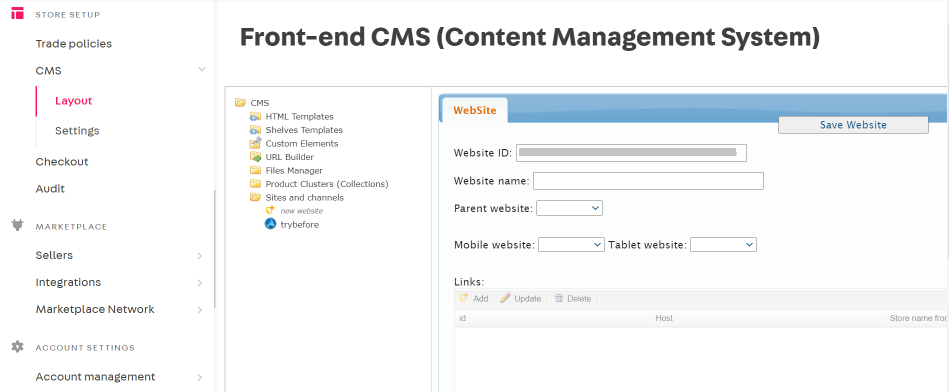 STORE SETUP
Trade policies
CMS
Layout
Settings
Checkout
Audit
MARKETPLACE
Sellers
Integrations
Marketplace Network
ACCOUNT SETTINGS
Account management
Front-end CMS (Content Management System)
CMS
HTML Templates
Shelves Templates
Custom Elements
URL Builder
Files Manager
Product Clusters (Collections)
Sites and channels
new website
trybefore
WebSite
Save Website
Website ID:
Website name:
Parent website:
Mobile website: Tablet website:
Links:
Add Update Delete
id Host Store name fron